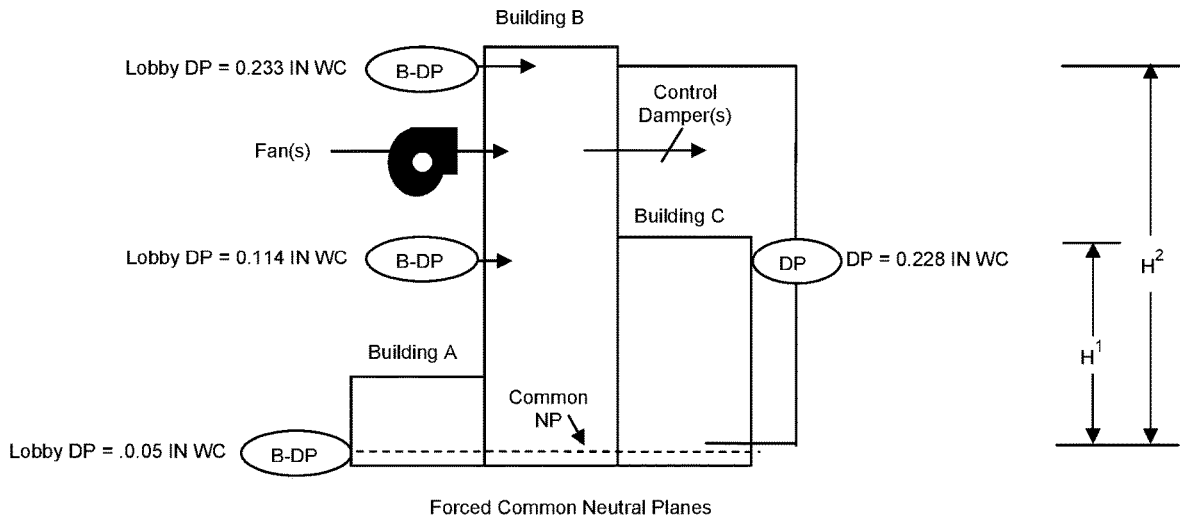 Building B
Lobby DP = 0.233 IN WC
B-DP
Control
Damper(s)
Fan(s)
Building C
Lobby DP = 0.114 IN WC
B-DP
DP
DP = 0.228 IN WC
H²
H¹
Building A
Common
NP
Lobby DP = .0.05 IN WC
B-DP
Forced Common Neutral Planes